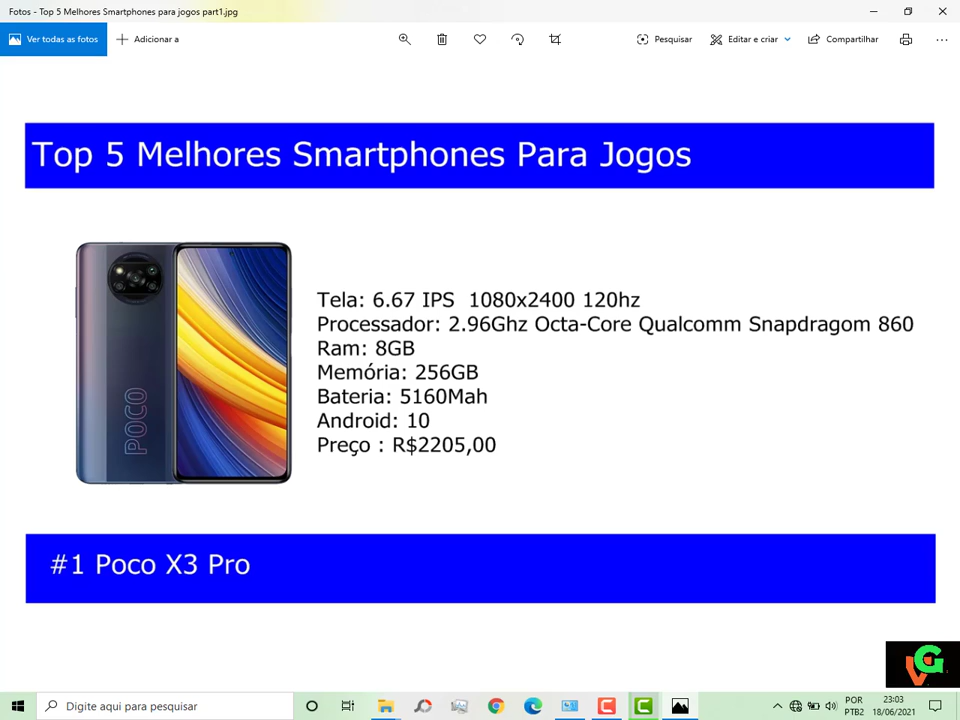 Fotos - Top 5 Melhores Smartphones para jogos part1.jpg
Ver todas as fotos
Adicionar a
Pesquisar
Editar e criar
Compartilhar
Top 5 Melhores Smartphones Para Jogos
POCO
Tela: 6.67 IPS 1080x2400 120hz
Processador: 2.96Ghz Octa-Core Qualcomm Snapdragom 860
Ram: 8GB
Memória: 256GB
Bateria: 5160Mah
Android: 10
Preço : R$2205,00
#1 Poco X3 Pro
VG
Digite aqui para pesquisar
POR
PTB2
23:03
18/06/2021